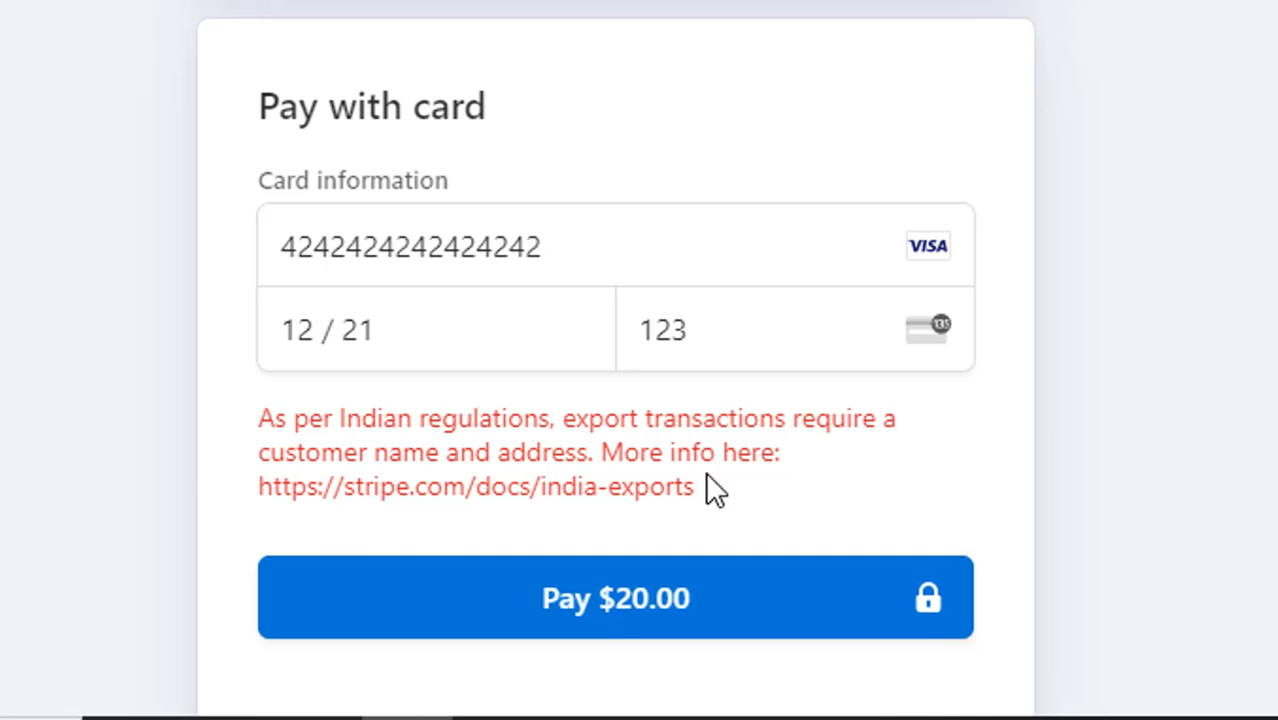 Pay with card
Card information
4242424242424242
VISA
12 / 21
123
135
As per Indian regulations, export transactions require a
customer name and address. More info here:
https://stripe.com/docs/india-exports
Pay $20.00